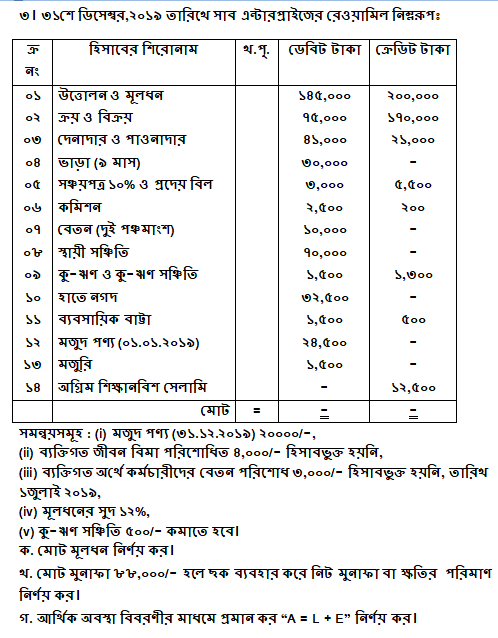 ৩। ৩১শে ডিসেম্বর,২০১৯ তারিখে সাব এন্টারপ্রাইজের রেওয়ামিল নিম্নরূপঃ
ক্র নং হিসাবের শিরোনাম খ.পৃ. ডেবিট টাকা ক্রেডিট টাকা
০১ উত্তোলন ও মূলধন ১৪৫,০০০ ২০০,০০০
০২ ক্রয় ও বিক্রয় ৭৫,০০০ ১৭০,০০০
০৩ দেনাদার ও পাওনাদার ৪১,০০০ ২১,০০০
০৪ ভাড়া (৯ মাস) ৩০,০০০ –
০৫ সঞ্চয়পত্র ১০% ও প্রদেয় বিল ৩,০০০ ৫,৫০০
০৬ কমিশন ২,৫০০ ২০০
০৭ বেতন (দুই পঞ্চমাংশ) ১০,০০০ –
০৮ স্থায়ী সঞ্চিতি ৭০,০০০ –
০৯ কু–ঋণ ও কু–ঋণ সঞ্চিতি ১,৫০০ ১,৩০০
১০ হাতে নগদ ৩২,৫০০ –
১১ ব্যবসায়িক বাট্টা ১,৫০০ ৫০০
১২ মজুদ পণ্য (০১.০১.২০১৯) ২৪,৫০০ –
১৩ মজুরি ১,৫০০ –
১৪ অগ্রিম শিক্ষানবিশ সেলামি – ১২,৫০০
মোট = = =
সমন্বয়সমূহ : (i) মজুদ পণ্য (৩১.১২.২০১৯) ২০০০০/–,
(ii) ব্যক্তিগত জীবন বিমা পরিশোধিত ৪,০০০/– হিসাবভুক্ত হয়নি,
(iii) ব্যক্তিগত অর্থে কর্মচারীদের বেতন পরিশোধ ৩,০০০/– হিসাবভুক্ত হয়নি, তারিখ
১জুলাই ২০১৯,
(iv) মূলধনের সুদ ১২%,
(v) কু–ঋণ সঞ্চিতি ৫০০/– কমাতে হবে।
ক. মোট মূলধন নির্ণয় কর।
খ. মোট মুনাফা ৮৮,০০০/– হলে ছক ব্যবহার করে নিট মুনাফা বা ক্ষতির পরিমাণ
নির্ণয় কর।
গ. আর্থিক অবস্থা বিবরণীর মাধমে প্রমান কর “A = L + E” নির্ণয় কর।